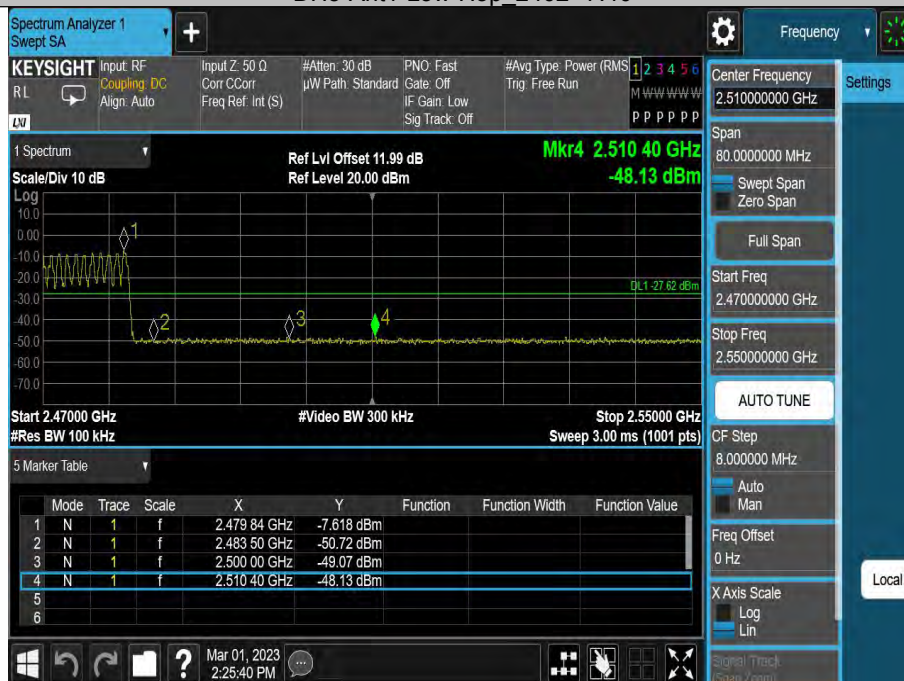 Spectrum Analyzer 1
Swept SA
+
Frequency
KEYSIGHT
RL
LXI
Input: RF
Coupling: DC
Align: Auto
Input Z: 50 Ω
Corr CCorr
Freq Ref: Int (S)
#Atten: 30 dB
µW Path: Standard
PNO: Fast
Gate: Off
IF Gain: Low
Sig Track: Off
#Avg Type: Power (RMS
Trig: Free Run
1 2 3 4 5 6
M W W W W W
P P P P P P
Center Frequency
2.510000000 GHz
Settings
Span
80.0000000 MHz
Swept Span
Zero Span
Full Span
Start Freq
2.470000000 GHz
Stop Freq
2.550000000 GHz
AUTO TUNE
CF Step
8.000000 MHz
Auto
Man
Freq Offset
0 Hz
X Axis Scale
Log
Lin
Signal Track
(Span Zoom)
Local
1 Spectrum
Scale/Div 10 dB
Ref Lvl Offset 11.99 dB
Ref Level 20.00 dBm
Mkr4 2.510 40 GHz
-48.13 dBm
Log
10.0
0.00
-10.0
-20.0
-30.0
-40.0
-50.0
-60.0
-70.0
1
2
3
4
DL1 -27.62 dBm
Start 2.47000 GHz
#Res BW 100 kHz
#Video BW 300 kHz
Stop 2.55000 GHz
Sweep 3.00 ms (1001 pts)
5 Marker Table
Mode Trace Scale X Y Function Function Width Function Value
1 N 1 f 2.479 84 GHz -7.618 dBm
2 N 1 f 2.483 50 GHz -50.72 dBm
3 N 1 f 2.500 00 GHz -49.07 dBm
4 N 1 f 2.510 40 GHz -48.13 dBm
5
6
?
Mar 01, 2023
2:25:40 PM